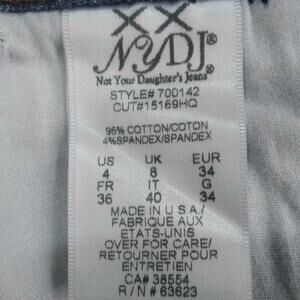 XX
NYDJ®
Not Your Daughter's Jeans®
STYLE# 700142
CUT#15169HQ
96% COTTON/COTON
4%SPANDEX/SPANDEX
US UK EUR
4 8 34
FR IT G
36 40 34
MADE IN U.S.A./
FABRIQUE AUX
ETATS-UNIS
OVER FOR CARE/
RETOURNER POUR
ENTRETIEN
CA# 38554
R/N # 63623